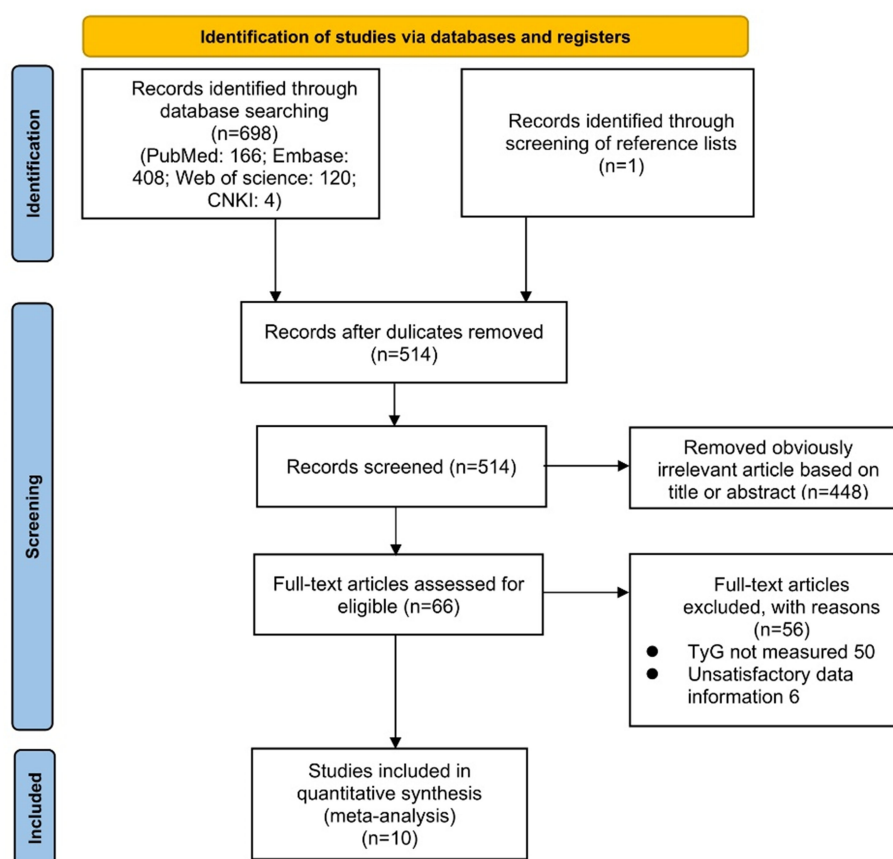 Identification of studies via databases and registers
Identification
Records identified through
database searching
(n=698)
(PubMed: 166; Embase:
408; Web of science: 120;
CNKI: 4)
Records identified through
screening of reference lists
(n=1)
Screening
Records after dulicates removed
(n=514)
Records screened (n=514)
Removed obviously
irrelevant article based on
title or abstract (n=448)
Full-text articles assessed for
eligible (n=66)
Full-text articles
excluded, with reasons
(n=56)
● TyG not measured 50
● Unsatisfactory data
information 6
Included
Studies included in
quantitative synthesis
(meta-analysis)
(n=10)